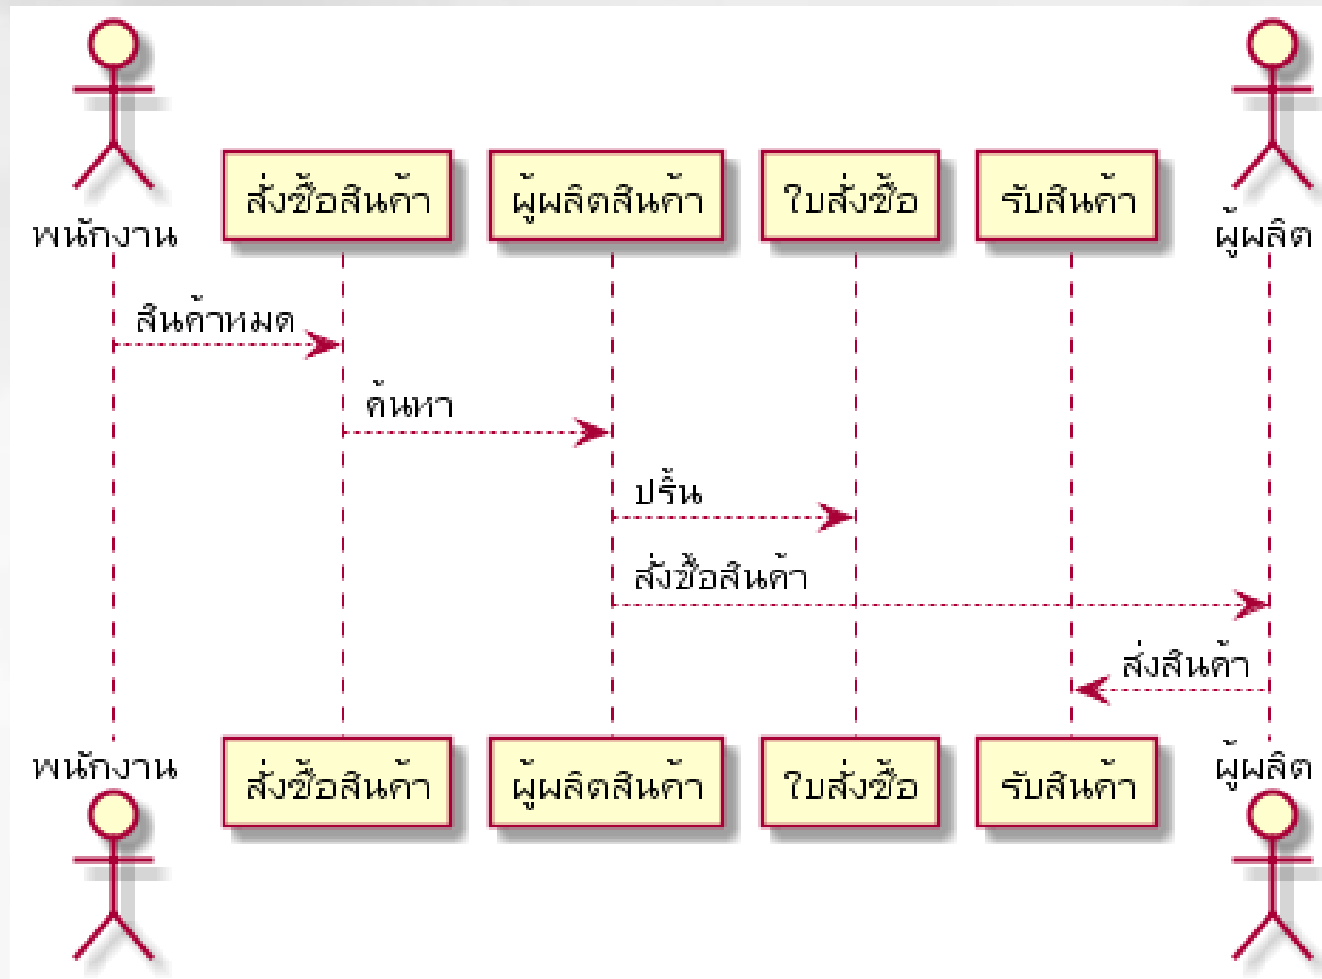 สั่งซื้อสินค้า ผู้ผลิตสินค้า ใบสั่งซื้อ รับสินค้า
พนักงาน ผู้ผลิต
สินค้าหมด
ค้นหา
ปริ้น
สั่งซื้อสินค้า
ส่งสินค้า
พนักงาน สั่งซื้อสินค้า ผู้ผลิตสินค้า ใบสั่งซื้อ รับสินค้า ผู้ผลิต